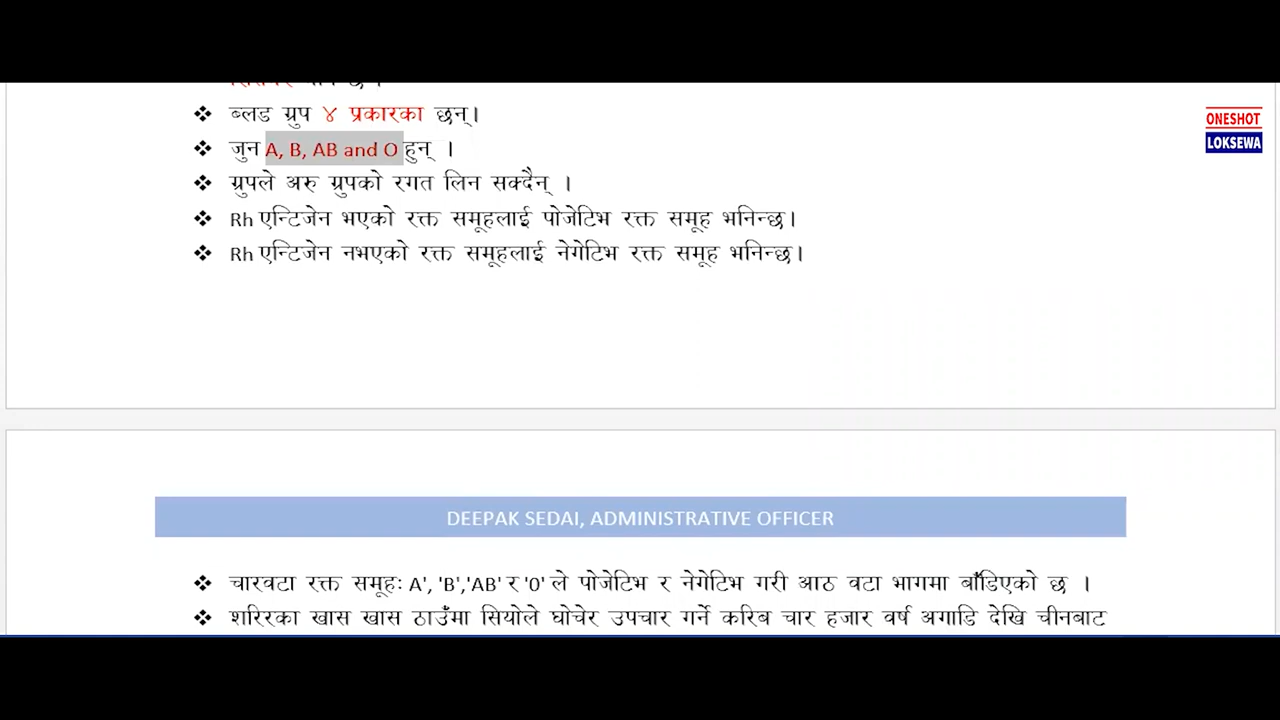 ❖ ब्लड ग्रुप ४ प्रकारका छन्।
ONESHOT
LOKSEWA
❖ जुन A, B, AB and O हुन् ।
❖ ग्रुपले अरु ग्रुपको रगत लिन सक्दैन् ।
❖ Rh एन्टिजेन भएको रक्त समूहलाई पोजेटिभ रक्त समूह भनिन्छ।
❖ Rh एन्टिजेन नभएको रक्त समूहलाई नेगेटिभ रक्त समूह भनिन्छ।
DEEPAK SEDAI, ADMINISTRATIVE OFFICER
❖ चारवटा रक्त समूहः A', 'B','AB' र 'O' ले पोजेटिभ र नेगेटिभ गरी आठ वटा भागमा बाँडिएको छ ।
❖ शरिरका खास खास ठाउँमा सियोले घोचेर उपचार गर्ने करिब चार हजार वर्ष अगाडि देखि चीनबाट